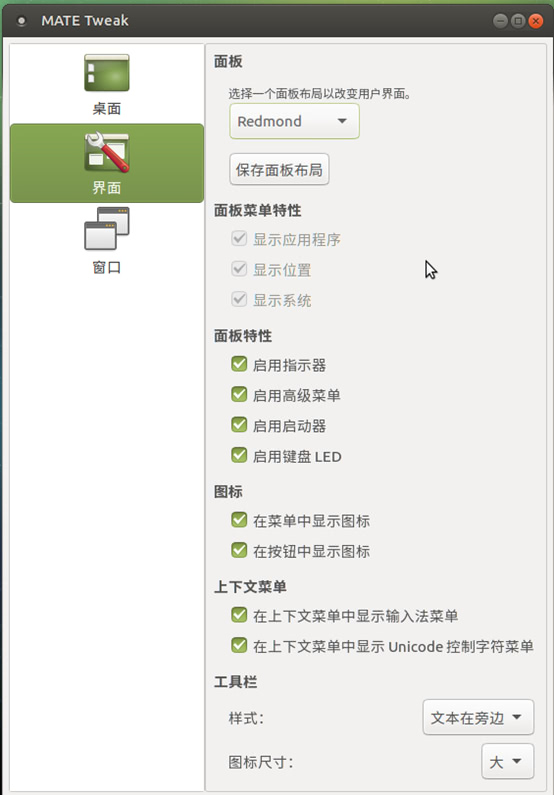 MATE Tweak
桌面
界面
窗口
面板
选择一个面板布局以改变用户界面。
Redmond
保存面板布局
面板菜单特性
显示应用程序
显示位置
显示系统
面板特性
启用指示器
启用高级菜单
启用启动器
启用键盘 LED
图标
在菜单中显示图标
在按钮中显示图标
上下文菜单
在上下文菜单中显示输入法菜单
在上下文菜单中显示 Unicode 控制字符菜单
工具栏
样式: 文本在旁边
图标尺寸: 大